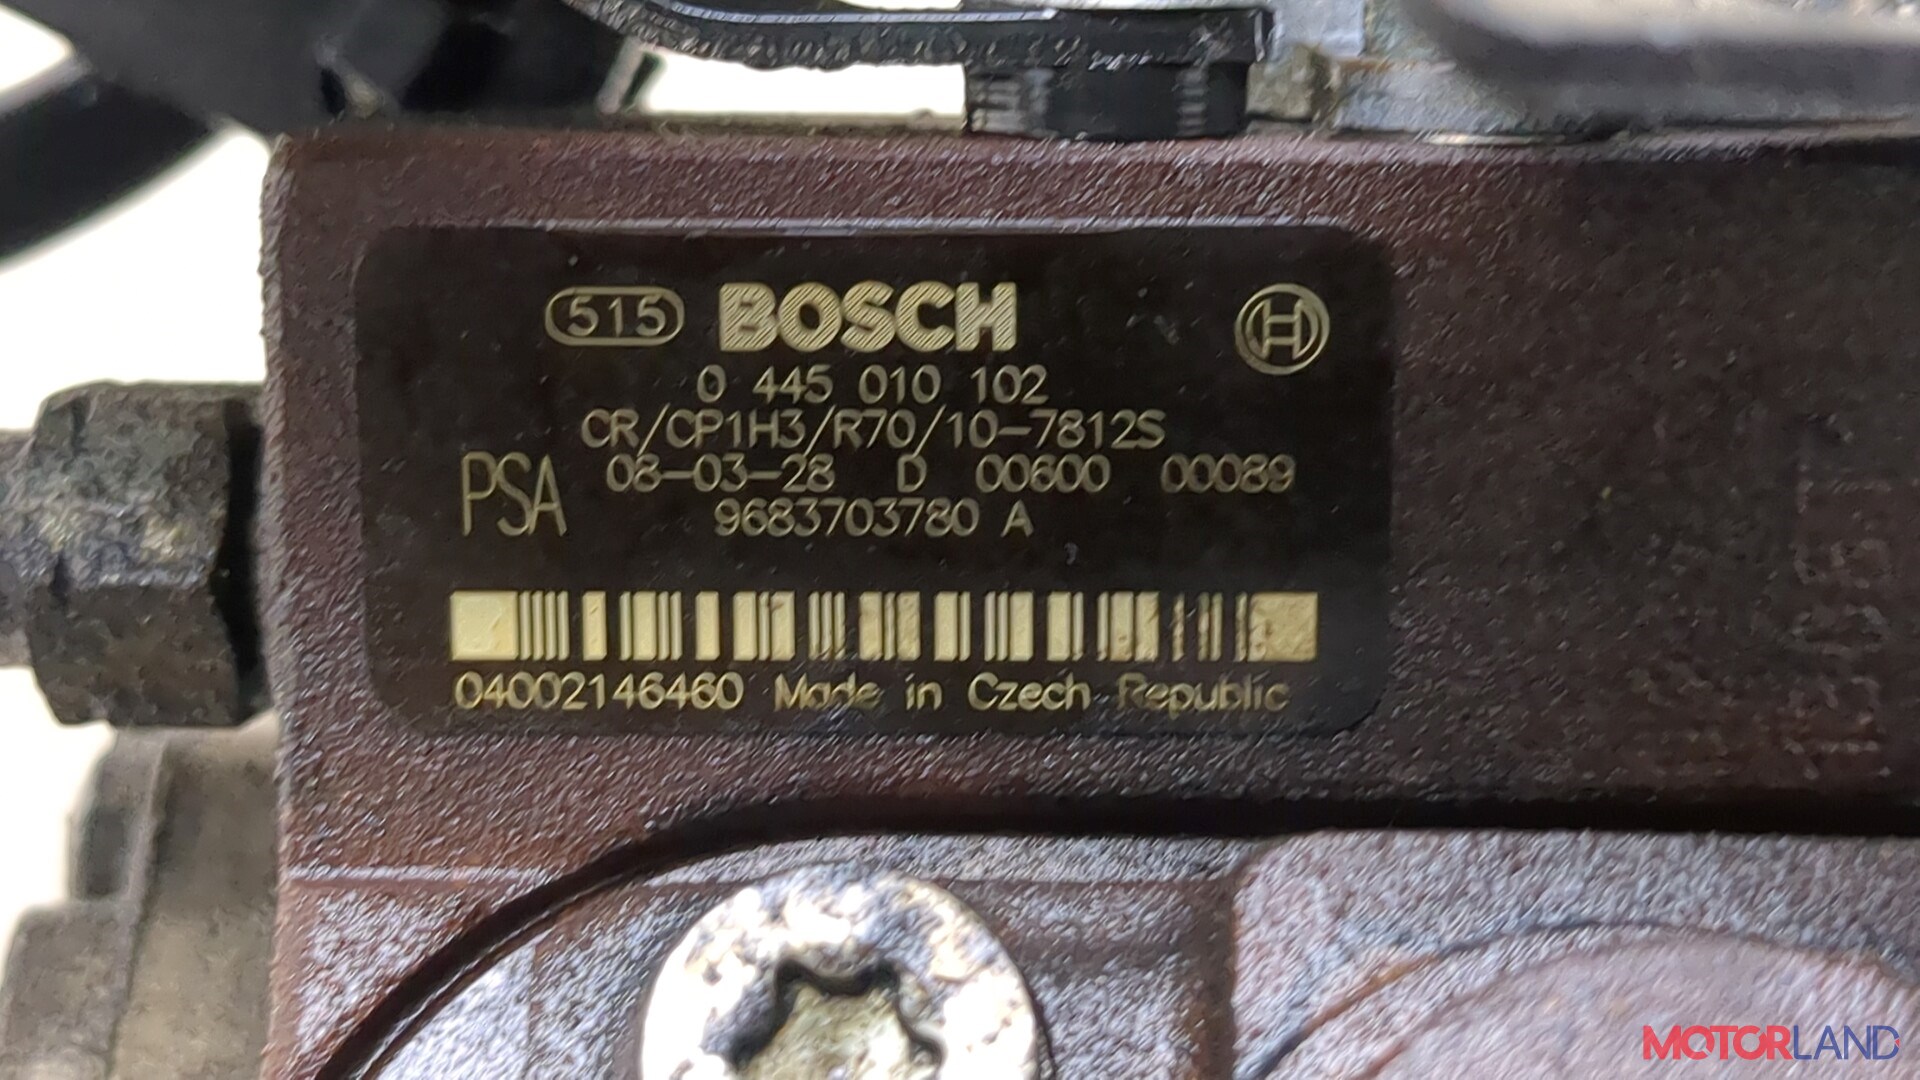 515 BOSCH
0 445 010 102
CR/CP1H3/R70/10-7812S
PSA 08-03-28 D 00600 00089
9683703780 A
04002146460 Made in Czech Republic
MOTORLAND